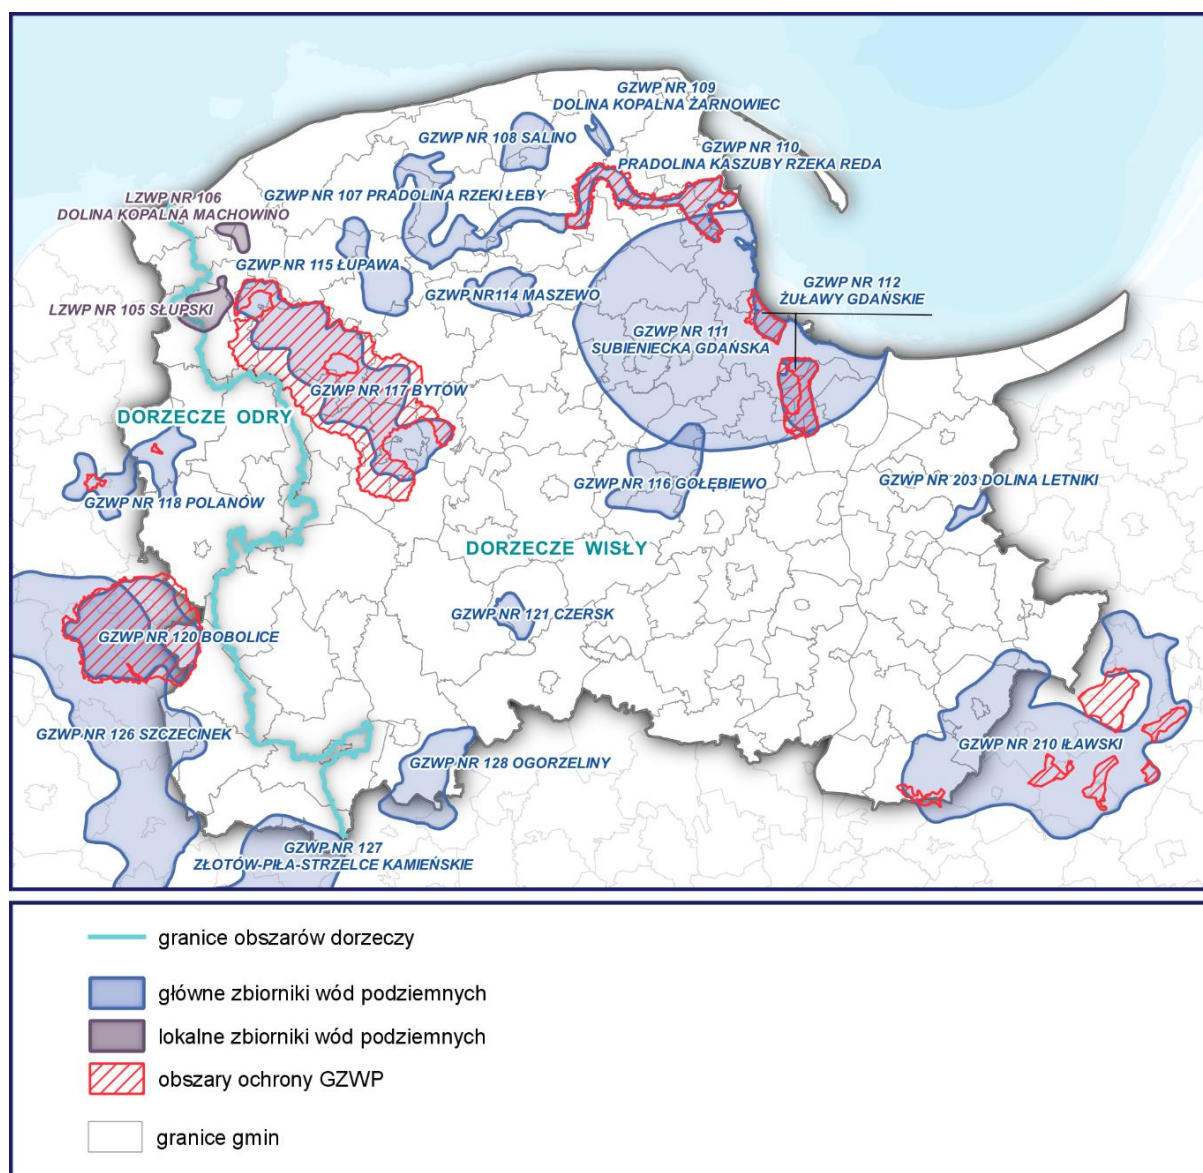 GZWP NR 109
DOLINA KOPALNA ŻARNOWIEC
GZWP NR 108 SALINO
GZWP NR 110
PRADOLINA KASZUBY RZEKA REDA
LZWP NR 106
DOLINA KOPALNA MACHOWINO
GZWP NR 107 PRADOLINA RZEKI ŁEBY
GZWP NR 115 ŁUPAWA
LZWP NR 105 SŁUPSKI
GZWP NR114 MASZEWO
GZWP NR 112
ŻUŁAWY GDAŃSKIE
GZWP NR 111
SUBIENIECKA GDAŃSKA
GZWP NR 117 BYTÓW
DORZECZE ODRY
GZWP NR 118 POLANÓW
GZWP NR 116 GOŁĘBIEWO
GZWP NR 203 DOLINA LETNIKI
DORZECZE WISŁY
GZWP NR 121 CZERSK
GZWP NR 120 BOBOLICE
GZWP NR 126 SZCZECINEK
GZWP NR 128 OGORZELINY
GZWP NR 210 IŁAWSKI
GZWP NR 127
ZŁOTÓW-PIŁA-STRZELCE KAMIEŃSKIE
granice obszarów dorzeczy
główne zbiorniki wód podziemnych
lokalne zbiorniki wód podziemnych
obszary ochrony GZWP
granice gmin